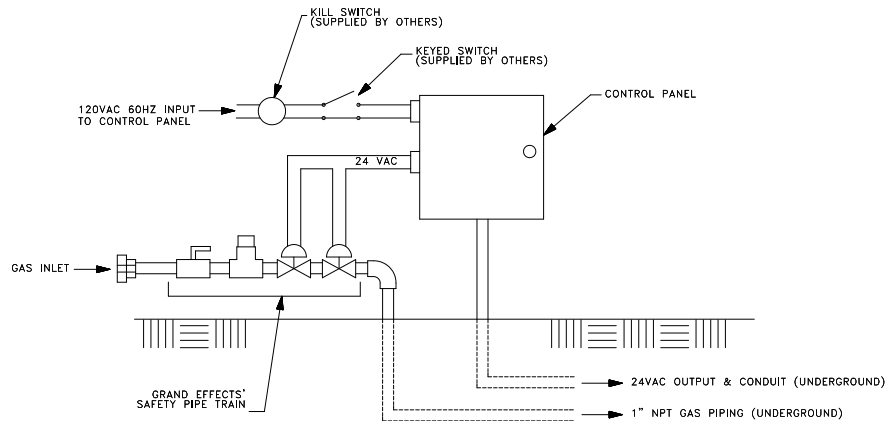 KILL SWITCH
(SUPPLIED BY OTHERS)
KEYED SWITCH
(SUPPLIED BY OTHERS)
120VAC 60HZ INPUT
TO CONTROL PANEL
CONTROL PANEL
24 VAC
GAS INLET
GRAND EFFECTS'
SAFETY PIPE TRAIN
24VAC OUTPUT & CONDUIT (UNDERGROUND)
1" NPT GAS PIPING (UNDERGROUND)